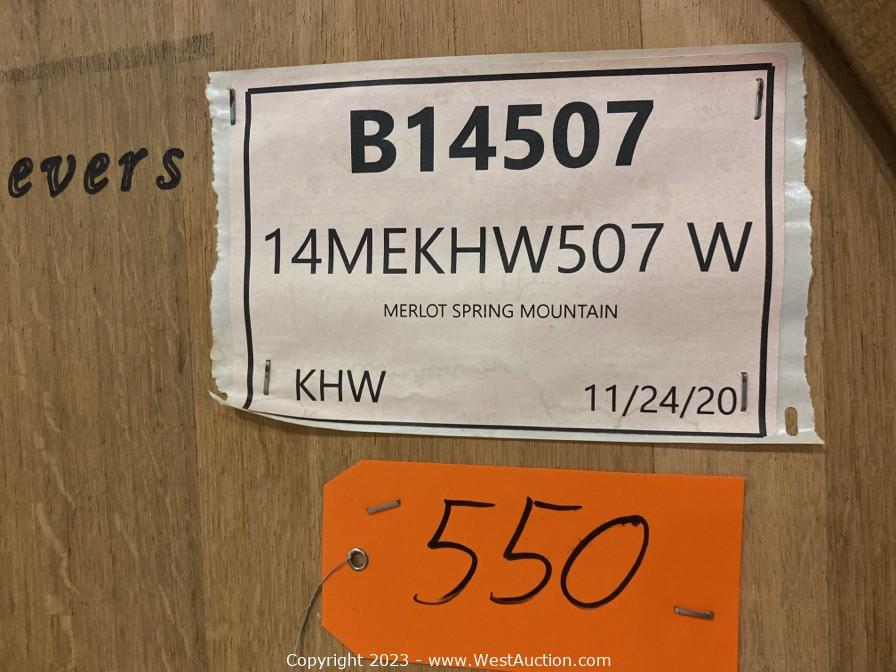 B14507
evers
14MEKHW507 W
MERLOT SPRING MOUNTAIN
KHW 11/24/20
550
Copyright 2023 - www.WestAuction.com